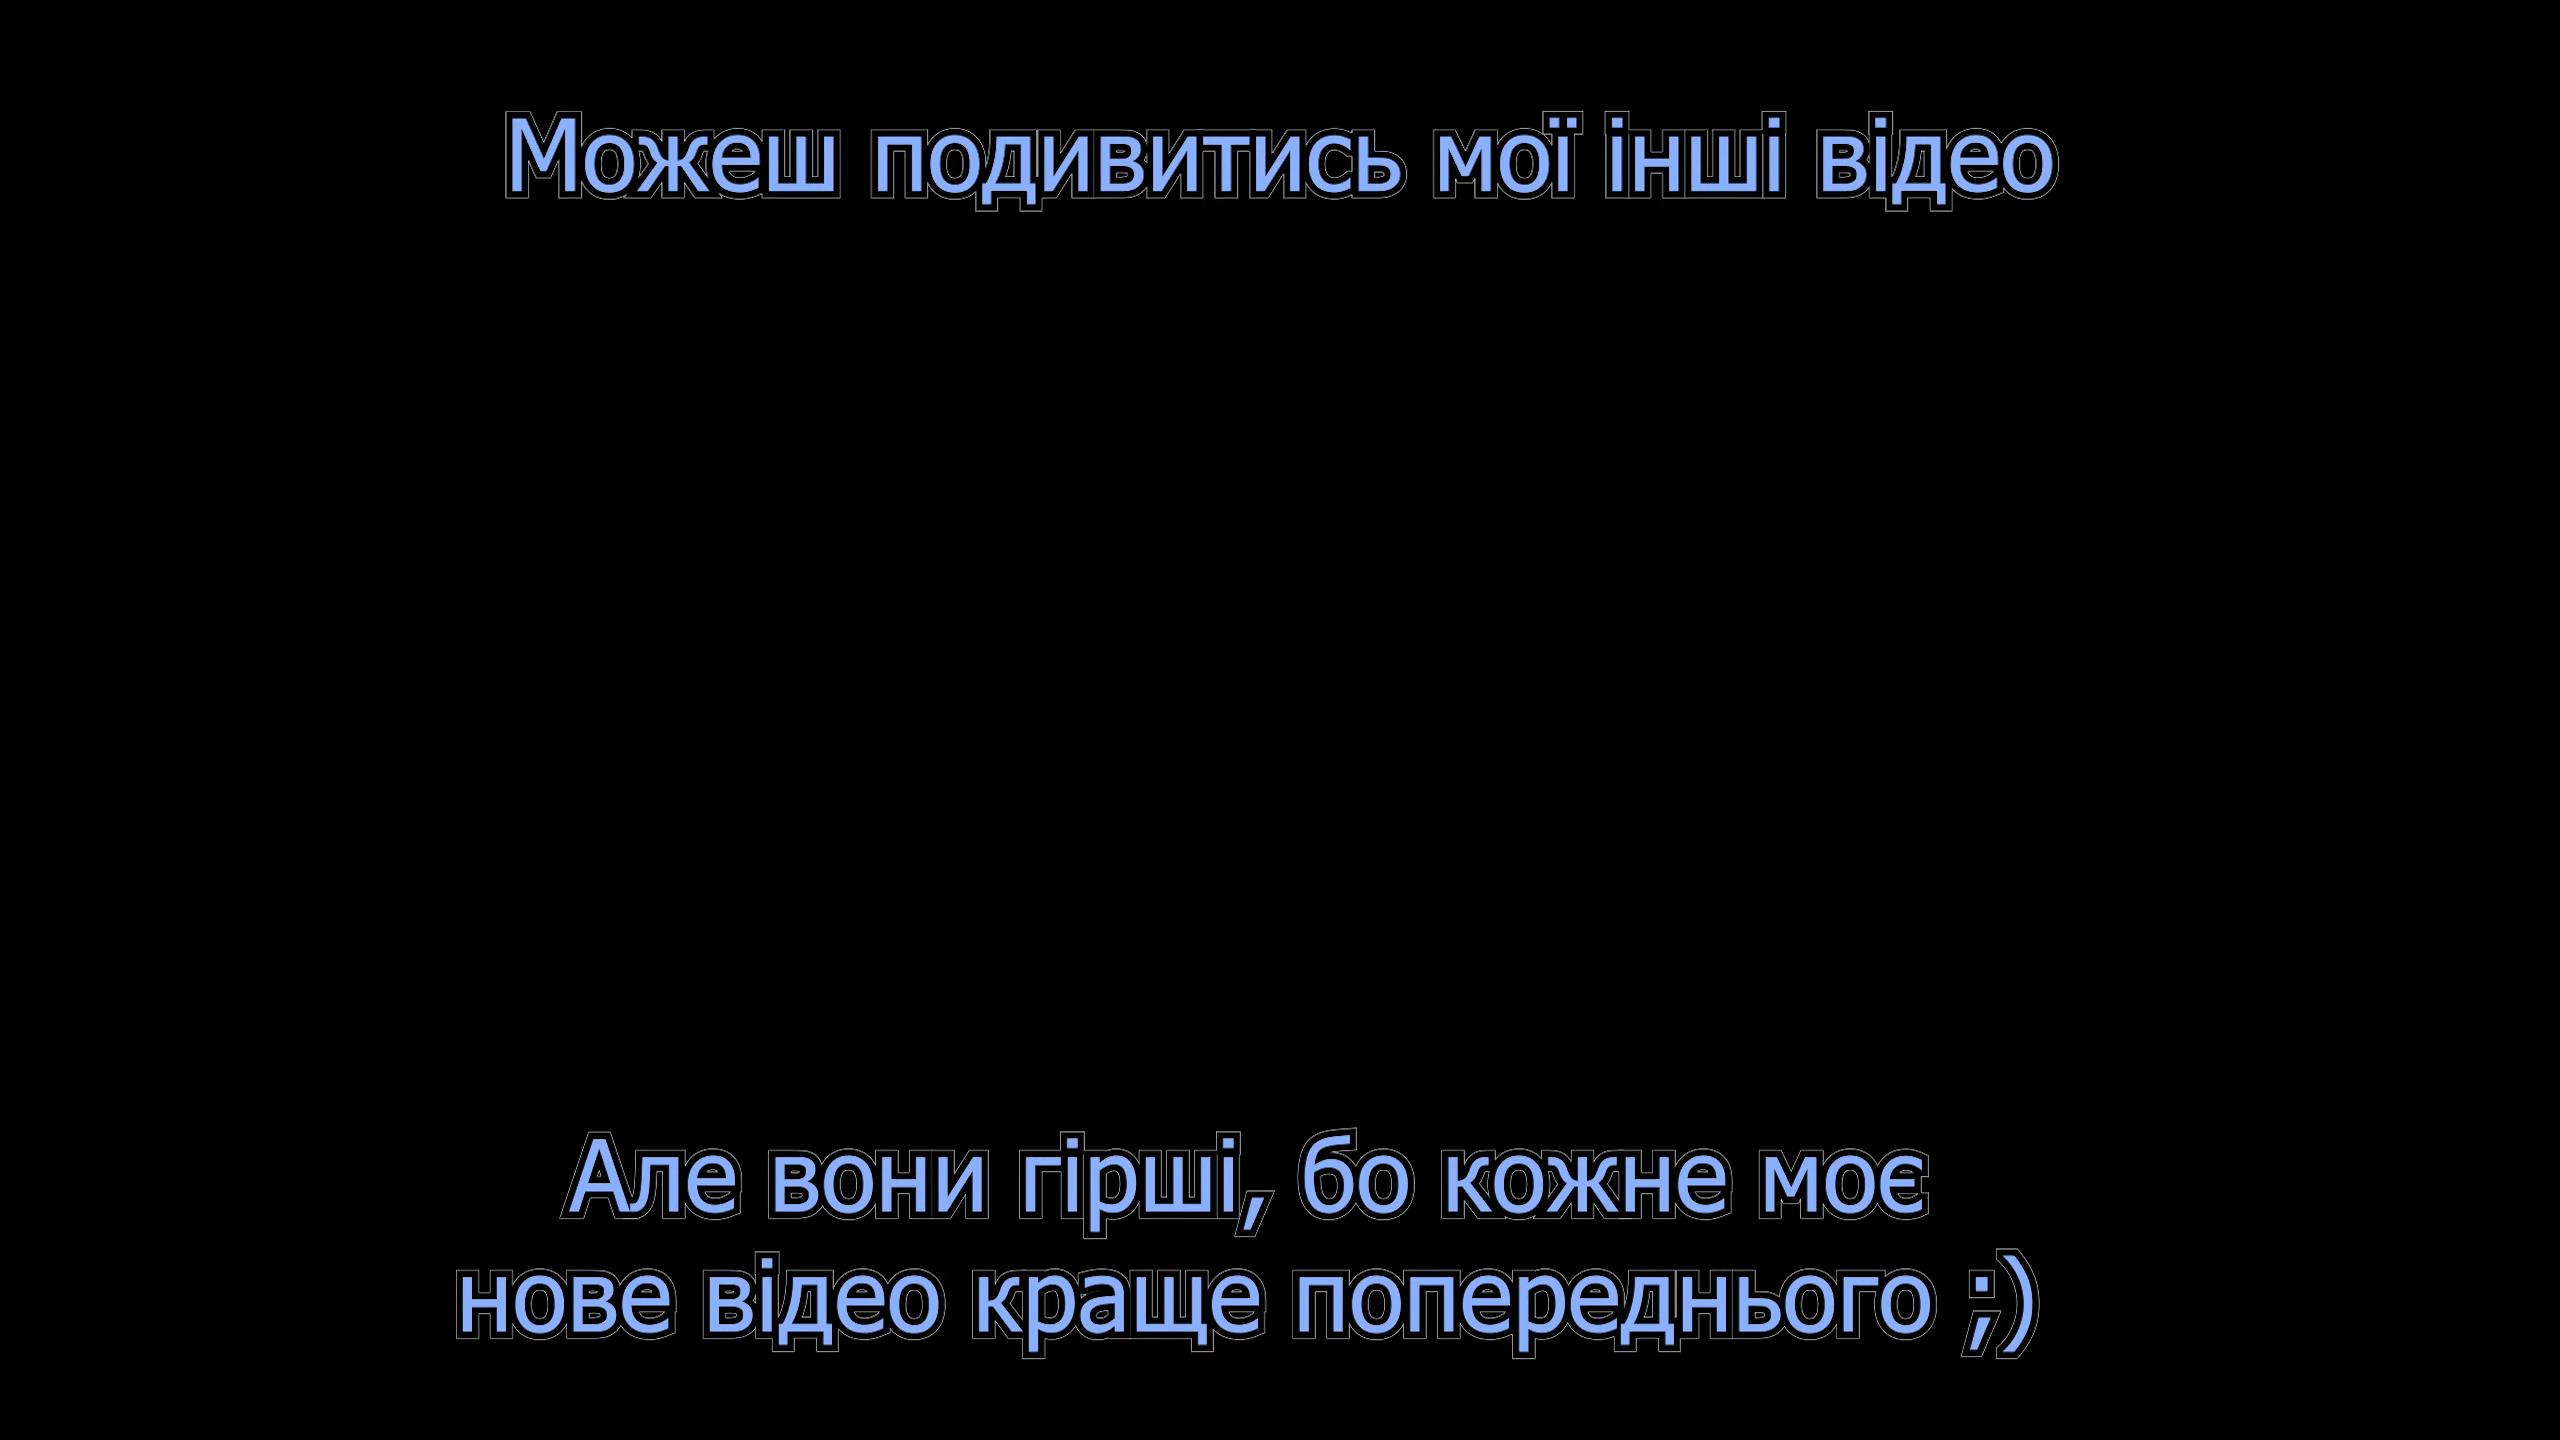 Можеш подивитись мої інші відео
Але вони гірші, бо кожне моє
нове відео краще попереднього ;)